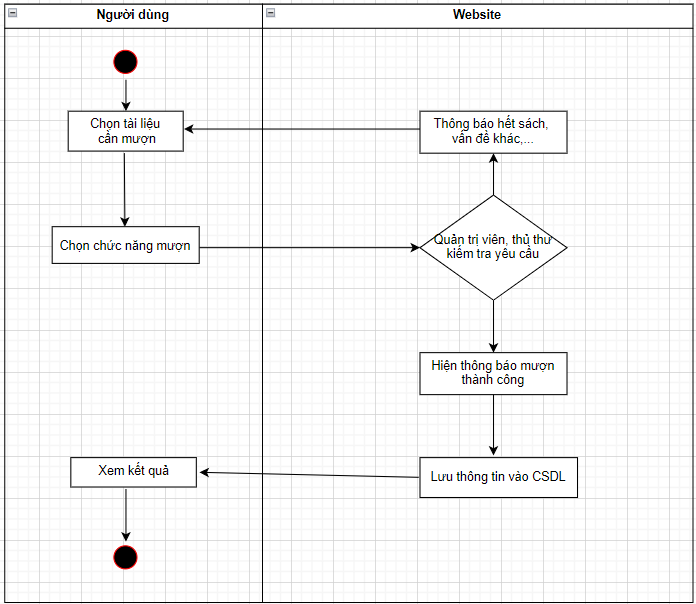 Người dùng
Website
Chọn tài liệu
cần mượn
Thông báo hết sách,
vấn đề khác,...
Chọn chức năng mượn
Quản trị viên, thủ thư
kiểm tra yêu cầu
Hiện thông báo mượn
thành công
Xem kết quả
Lưu thông tin vào CSDL